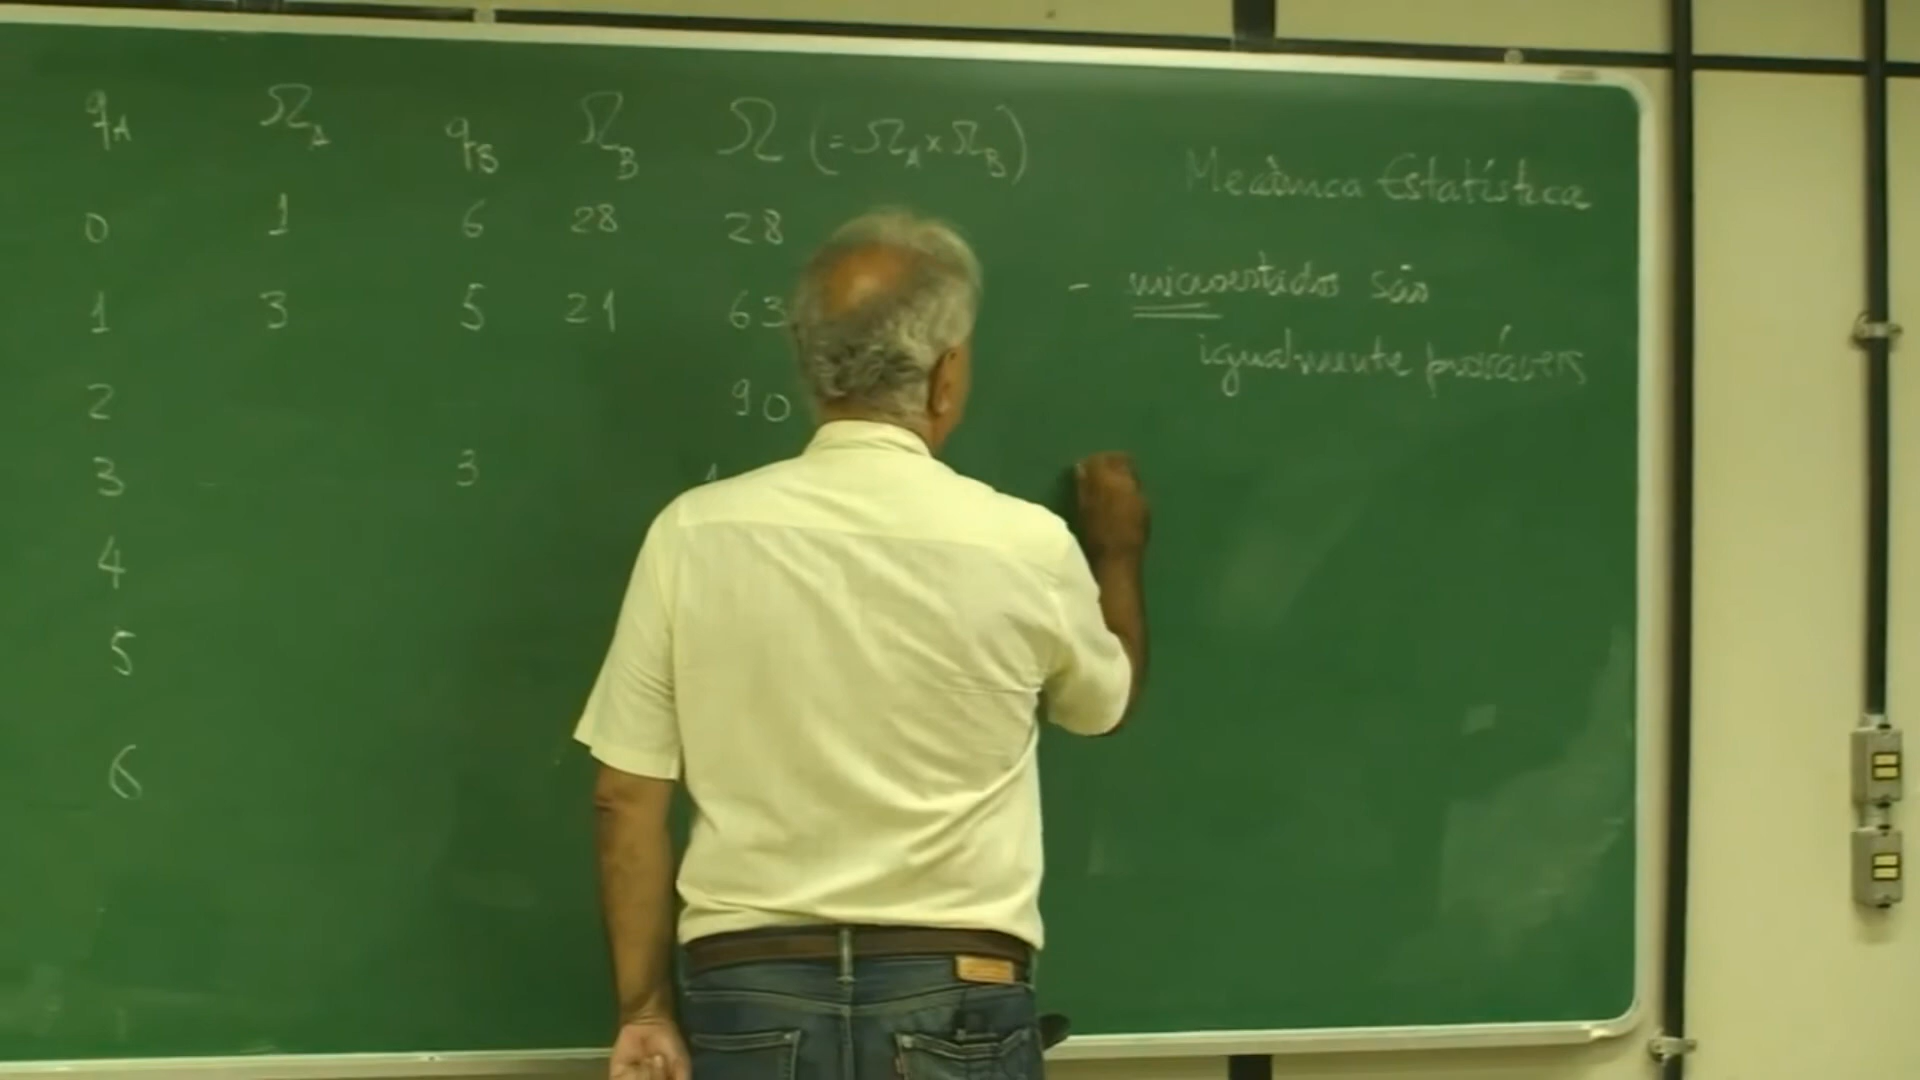 q_A Ω_A q_B Ω_B Ω (= Ω_A × Ω_B)
0 1 6 28 28
1 3 5 21 63
2 90
3 3 1
4
5
6
Mecânica Estatística
- microestados são
igualmente prováveis